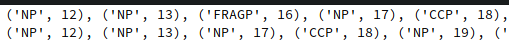 ('NP', 12), ('NP', 13), ('FRAGP', 16), ('NP', 17), ('CCP', 18),
('NP', 12), ('NP', 13), ('NP', 17), ('CCP', 18), ('NP', 19), ('